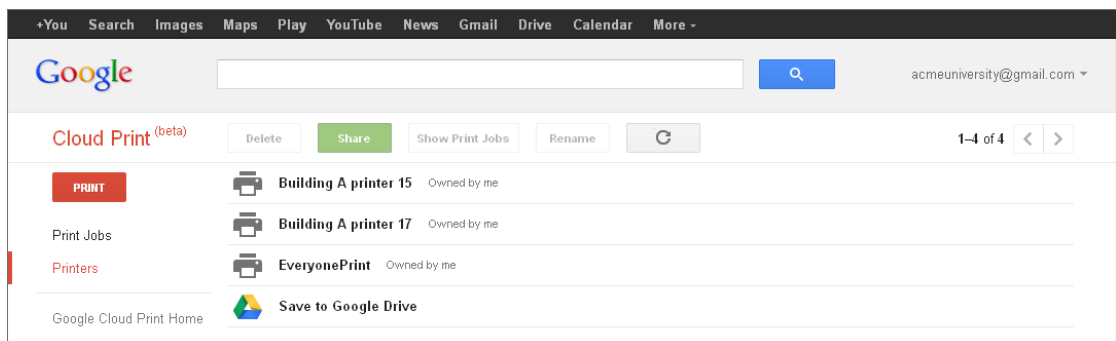 +You Search Images Maps Play YouTube News Gmail Drive Calendar More
Google
acmeuniversity@gmail.com
Cloud Print (beta)
Delete Share Show Print Jobs Rename 1–4 of 4
PRINT
Building A printer 15 Owned by me
Building A printer 17 Owned by me
Print Jobs
Printers
EveryonePrint Owned by me
Save to Google Drive
Google Cloud Print Home